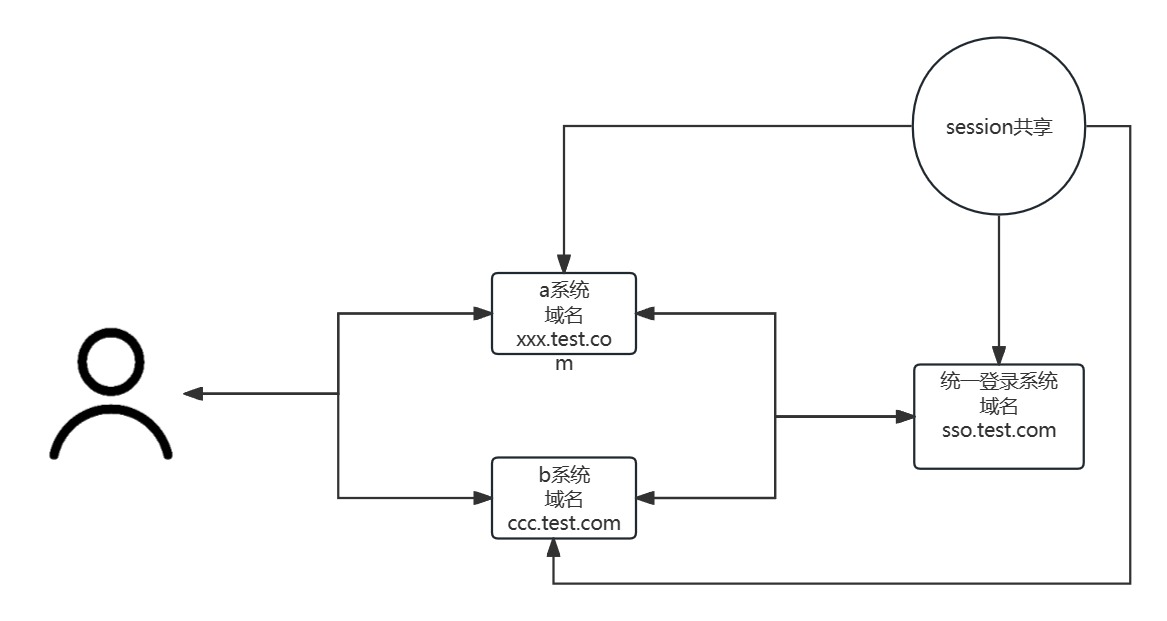 session共享
a系统
域名
xxx.test.co
m
统一登录系统
域名
sso.test.com
b系统
域名
ccc.test.com